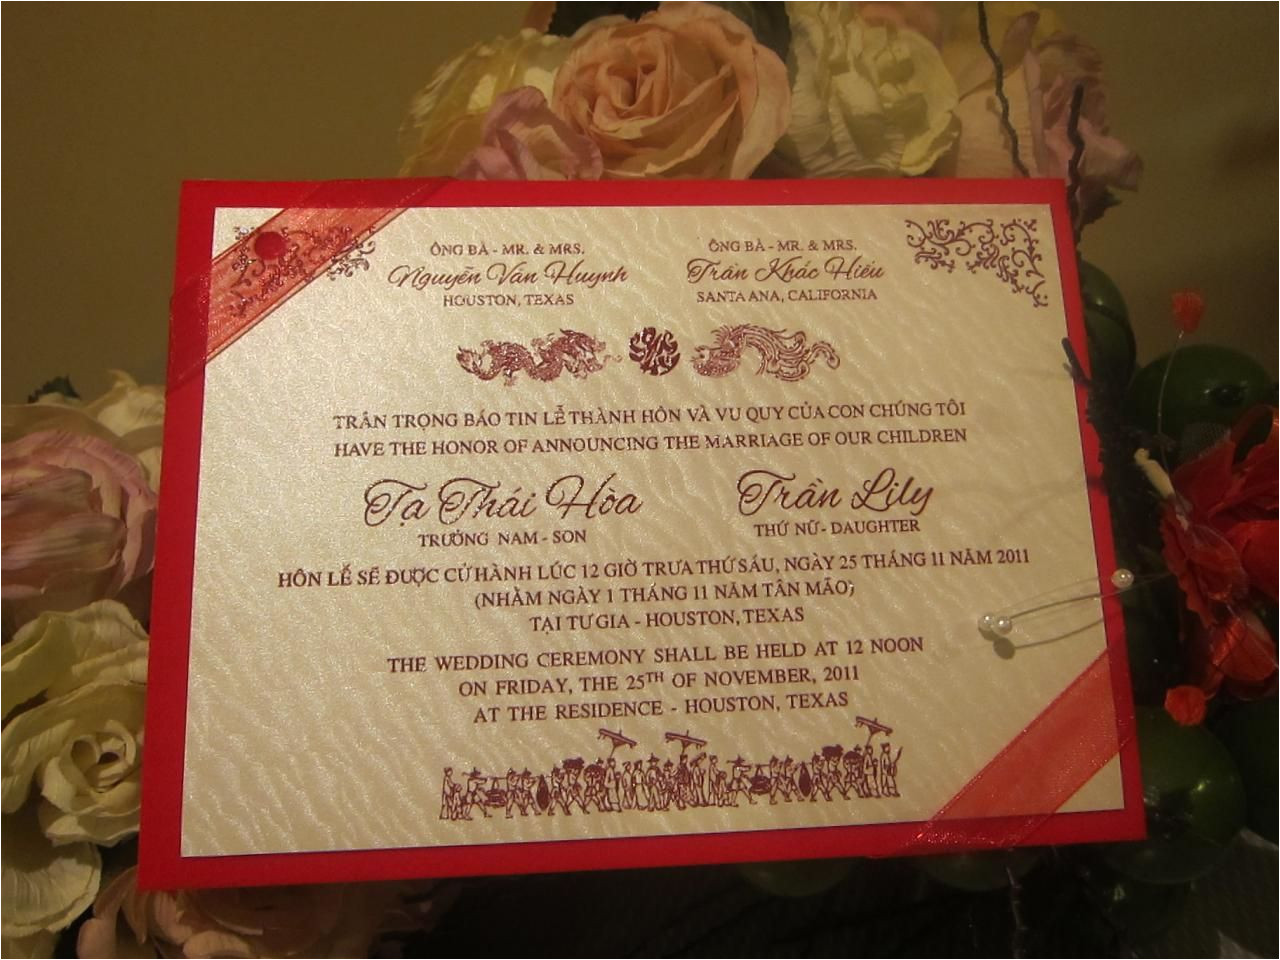 ÔNG BÀ - MR. & MRS.
Nguyễn Văn Huynh
HOUSTON, TEXAS
ÔNG BÀ - MR. & MRS.
Trần Khắc Hiếu
SANTA ANA, CALIFORNIA
TRÂN TRỌNG BÁO TIN LỄ THÀNH HÔN VÀ VU QUY CỦA CON CHÚNG TÔI
HAVE THE HONOR OF ANNOUNCING THE MARRIAGE OF OUR CHILDREN
Tạ Thái Hòa
TRƯỞNG NAM - SON
Trần Lily
THỨ NỮ - DAUGHTER
HÔN LỄ SẼ ĐƯỢC CỬ HÀNH LÚC 12 GIỜ TRƯA THỨ SÁU, NGÀY 25 THÁNG 11 NĂM 2011
(NHẰM NGÀY 1 THÁNG 11 NĂM TÂN MÃO)
TẠI TƯ GIA - HOUSTON, TEXAS
THE WEDDING CEREMONY SHALL BE HELD AT 12 NOON
ON FRIDAY, THE 25TH OF NOVEMBER, 2011
AT THE RESIDENCE - HOUSTON, TEXAS